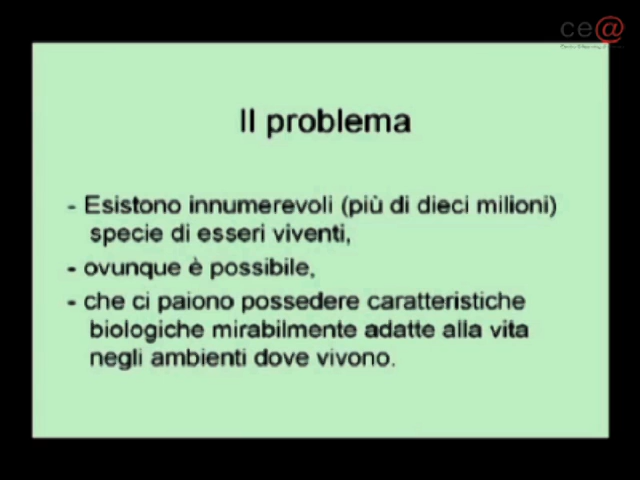 ce@
Il problema
- Esistono innumerevoli (più di dieci milioni)
specie di esseri viventi,
- ovunque è possibile,
- che ci paiono possedere caratteristiche
biologiche mirabilmente adatte alla vita
negli ambienti dove vivono.